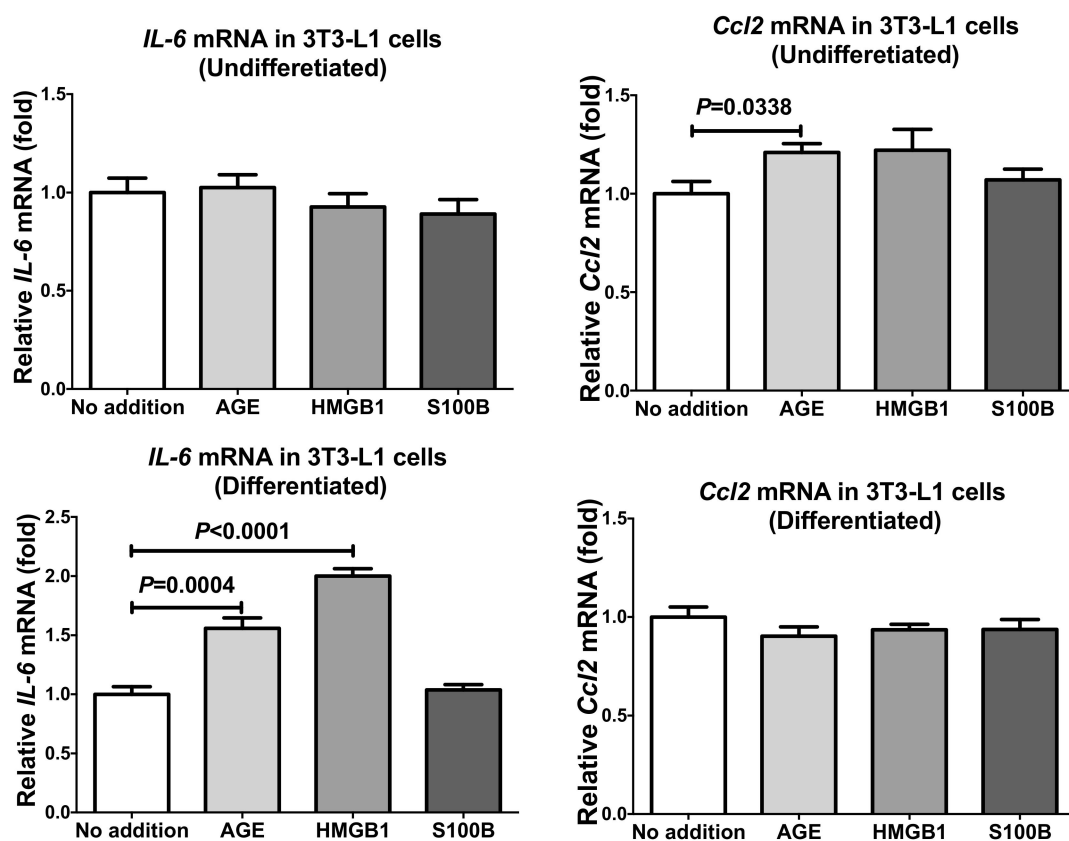 IL-6 mRNA in 3T3-L1 cells
(Undifferetiated)
Relative IL-6 mRNA (fold)
1.5
1.0
0.5
0.0
No addition AGE HMGB1 S100B
Ccl2 mRNA in 3T3-L1 cells
(Undifferetiated)
Relative Ccl2 mRNA (fold)
1.5
1.0
0.5
0.0
P=0.0338
No addition AGE HMGB1 S100B
IL-6 mRNA in 3T3-L1 cells
(Differentiated)
Relative IL-6 mRNA (fold)
2.5
2.0
1.5
1.0
0.5
0.0
P<0.0001
P=0.0004
No addition AGE HMGB1 S100B
Ccl2 mRNA in 3T3-L1 cells
(Differentiated)
Relative Ccl2 mRNA (fold)
1.5
1.0
0.5
0.0
No addition AGE HMGB1 S100B